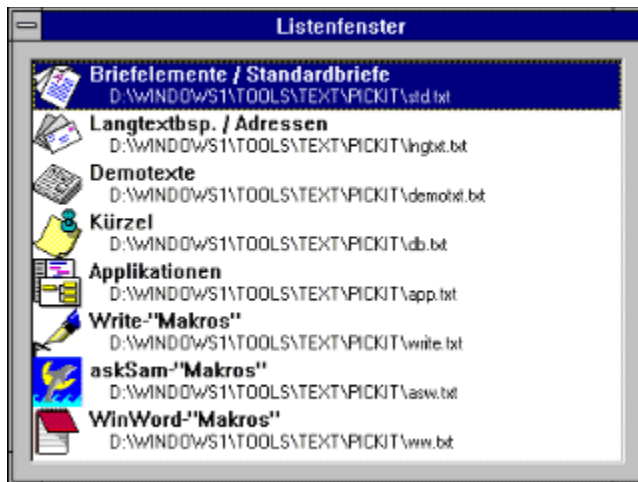 Listenfenster
Briefelemente / Standardbriefe
D:\WINDOWS1\TOOLS\TEXT\PICKIT\std.txt
Langtextbsp. / Adressen
D:\WINDOWS1\TOOLS\TEXT\PICKIT\lngtxt.txt
Demotexte
D:\WINDOWS1\TOOLS\TEXT\PICKIT\demotxt.txt
Kürzel
D:\WINDOWS1\TOOLS\TEXT\PICKIT\db.txt
Applikationen
D:\WINDOWS1\TOOLS\TEXT\PICKIT\app.txt
Write-"Makros"
D:\WINDOWS1\TOOLS\TEXT\PICKIT\write.txt
askSam-"Makros"
D:\WINDOWS1\TOOLS\TEXT\PICKIT\asw.txt
WinWord-"Makros"
D:\WINDOWS1\TOOLS\TEXT\PICKIT\ww.txt